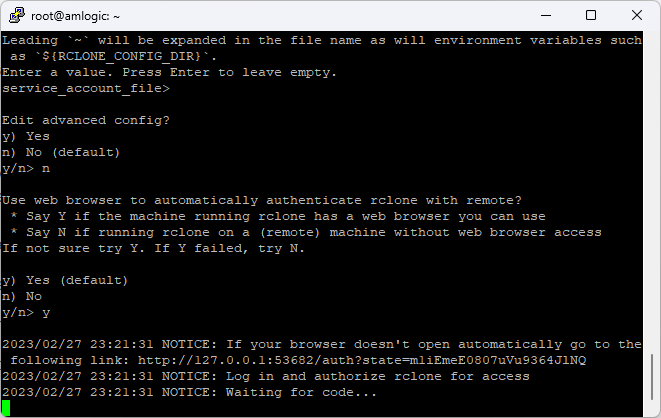 root@amlogic: ~
Leading `~` will be expanded in the file name as will environment variables such
 as `${RCLONE_CONFIG_DIR}`.
Enter a value. Press Enter to leave empty.
service_account_file>
Edit advanced config?
y) Yes
n) No (default)
y/n> n
Use web browser to automatically authenticate rclone with remote?
 * Say Y if the machine running rclone has a web browser you can use
 * Say N if running rclone on a (remote) machine without web browser access
If not sure try Y. If Y failed, try N.
y) Yes (default)
n) No
y/n> y
2023/02/27 23:21:31 NOTICE: If your browser doesn't open automatically go to the
 following link: http://127.0.0.1:53682/auth?state=mliEmeE0807uVu9364JlNQ
2023/02/27 23:21:31 NOTICE: Log in and authorize rclone for access
2023/02/27 23:21:31 NOTICE: Waiting for code...